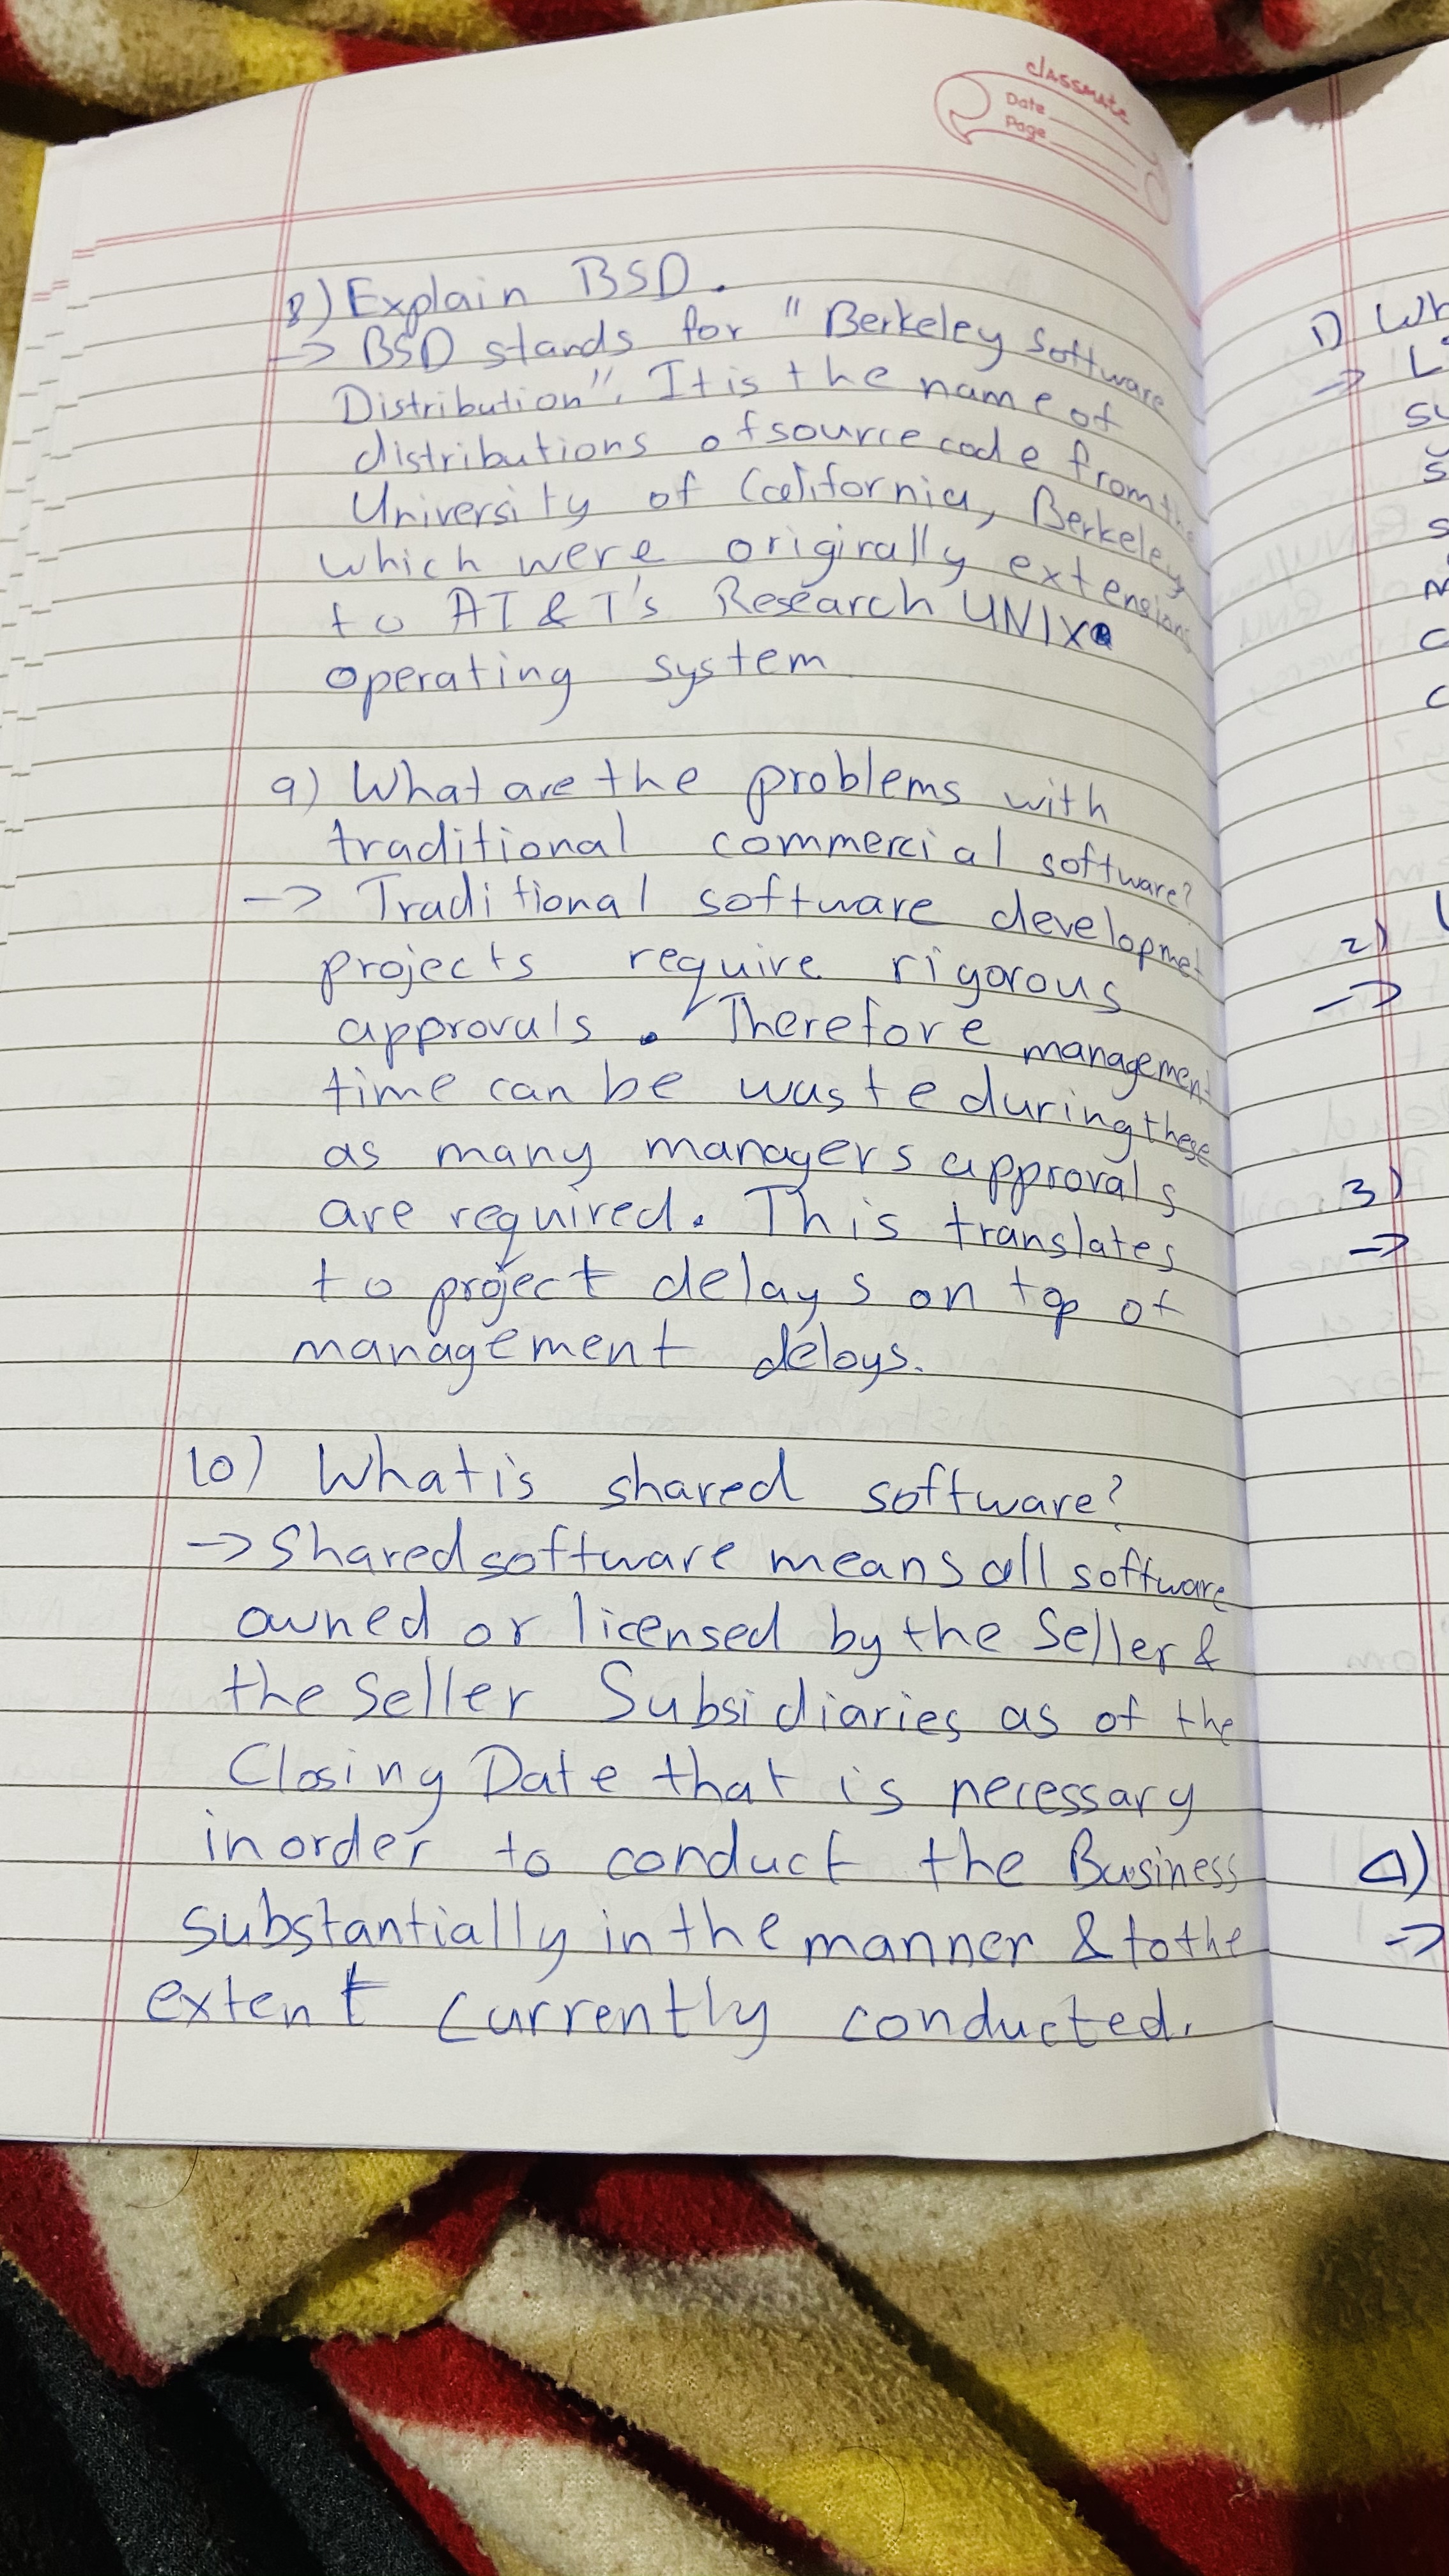 classmate
Date
Page
8) Explain BSD.
-> BSD stands for "Berkeley Software
Distribution". It is the name of
distributions of source code from the
University of California, Berkeley
which were originally extensions
to AT & T's Research UNIX
operating system
9) What are the problems with
traditional commercial software?
-> Traditional software developmet
projects require rigorous
approvals. Therefore management
time can be waste during these
as many managers approvals
are required. This translates
to project delays on top of
management delays.
10) What is shared software?
-> Shared software means all software
owned or licensed by the Seller &
the Seller Subsidiaries as of the
Closing Date that is necessary
in order to conduct the Business
substantially in the manner & to the
extent currently conducted.
1) Wh
->
2)
->
3)
->
4)
->